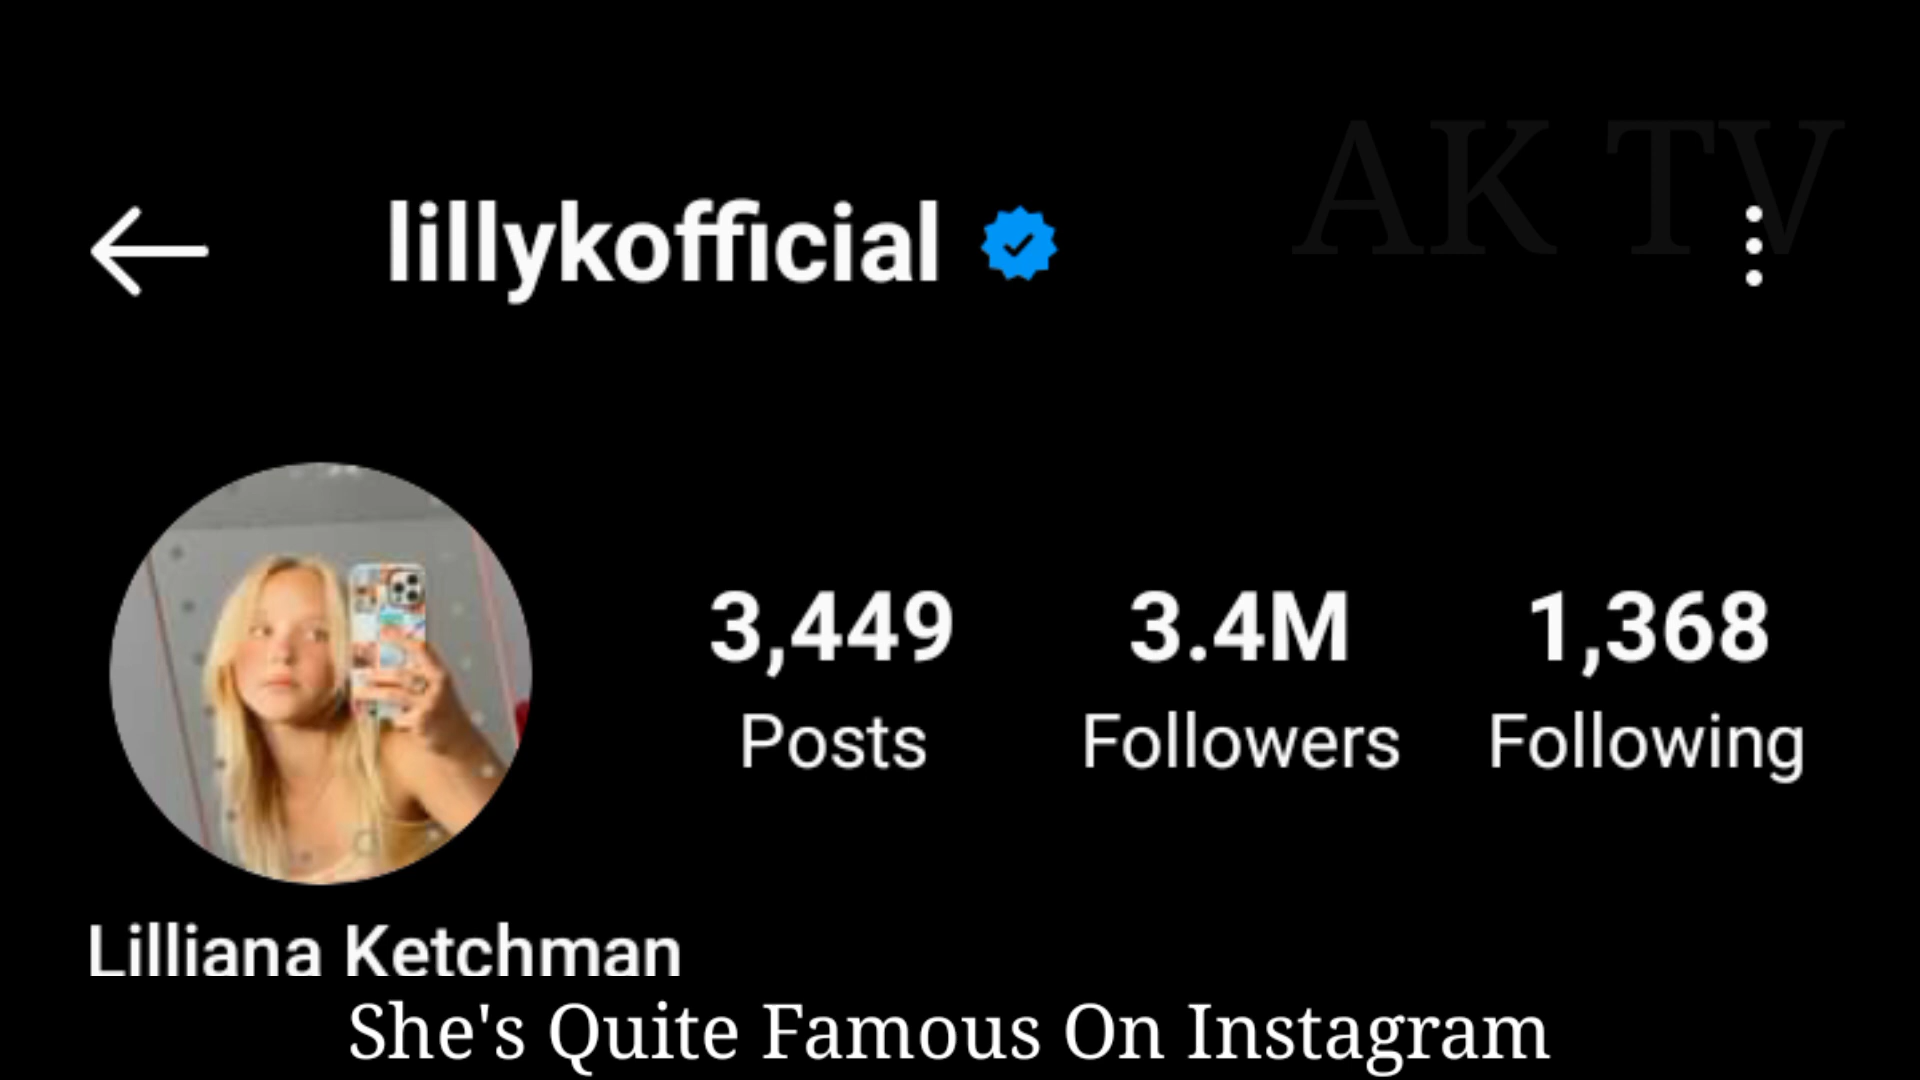 AK TV
lillykofficial
3,449 3.4M 1,368
Posts Followers Following
Lilliana Ketchman
She's Quite Famous On Instagram